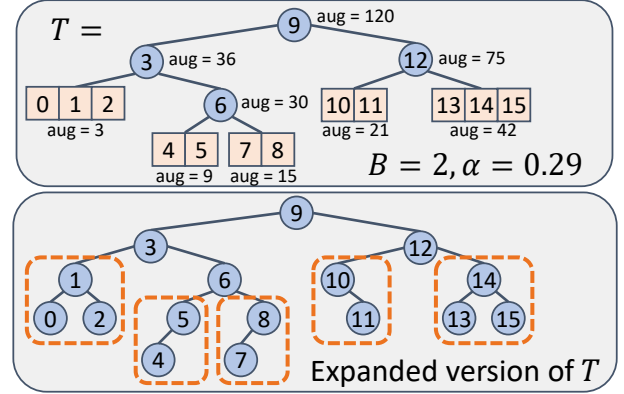 T =
9 aug = 120
3 aug = 36
12 aug = 75
0 1 2
aug = 3
6 aug = 30
10 11
aug = 21
13 14 15
aug = 42
4 5
aug = 9
7 8
aug = 15
B = 2, α = 0.29
9
3
12
1
6
10
14
0 2
5
8
11
13 15
4
7
Expanded version of T